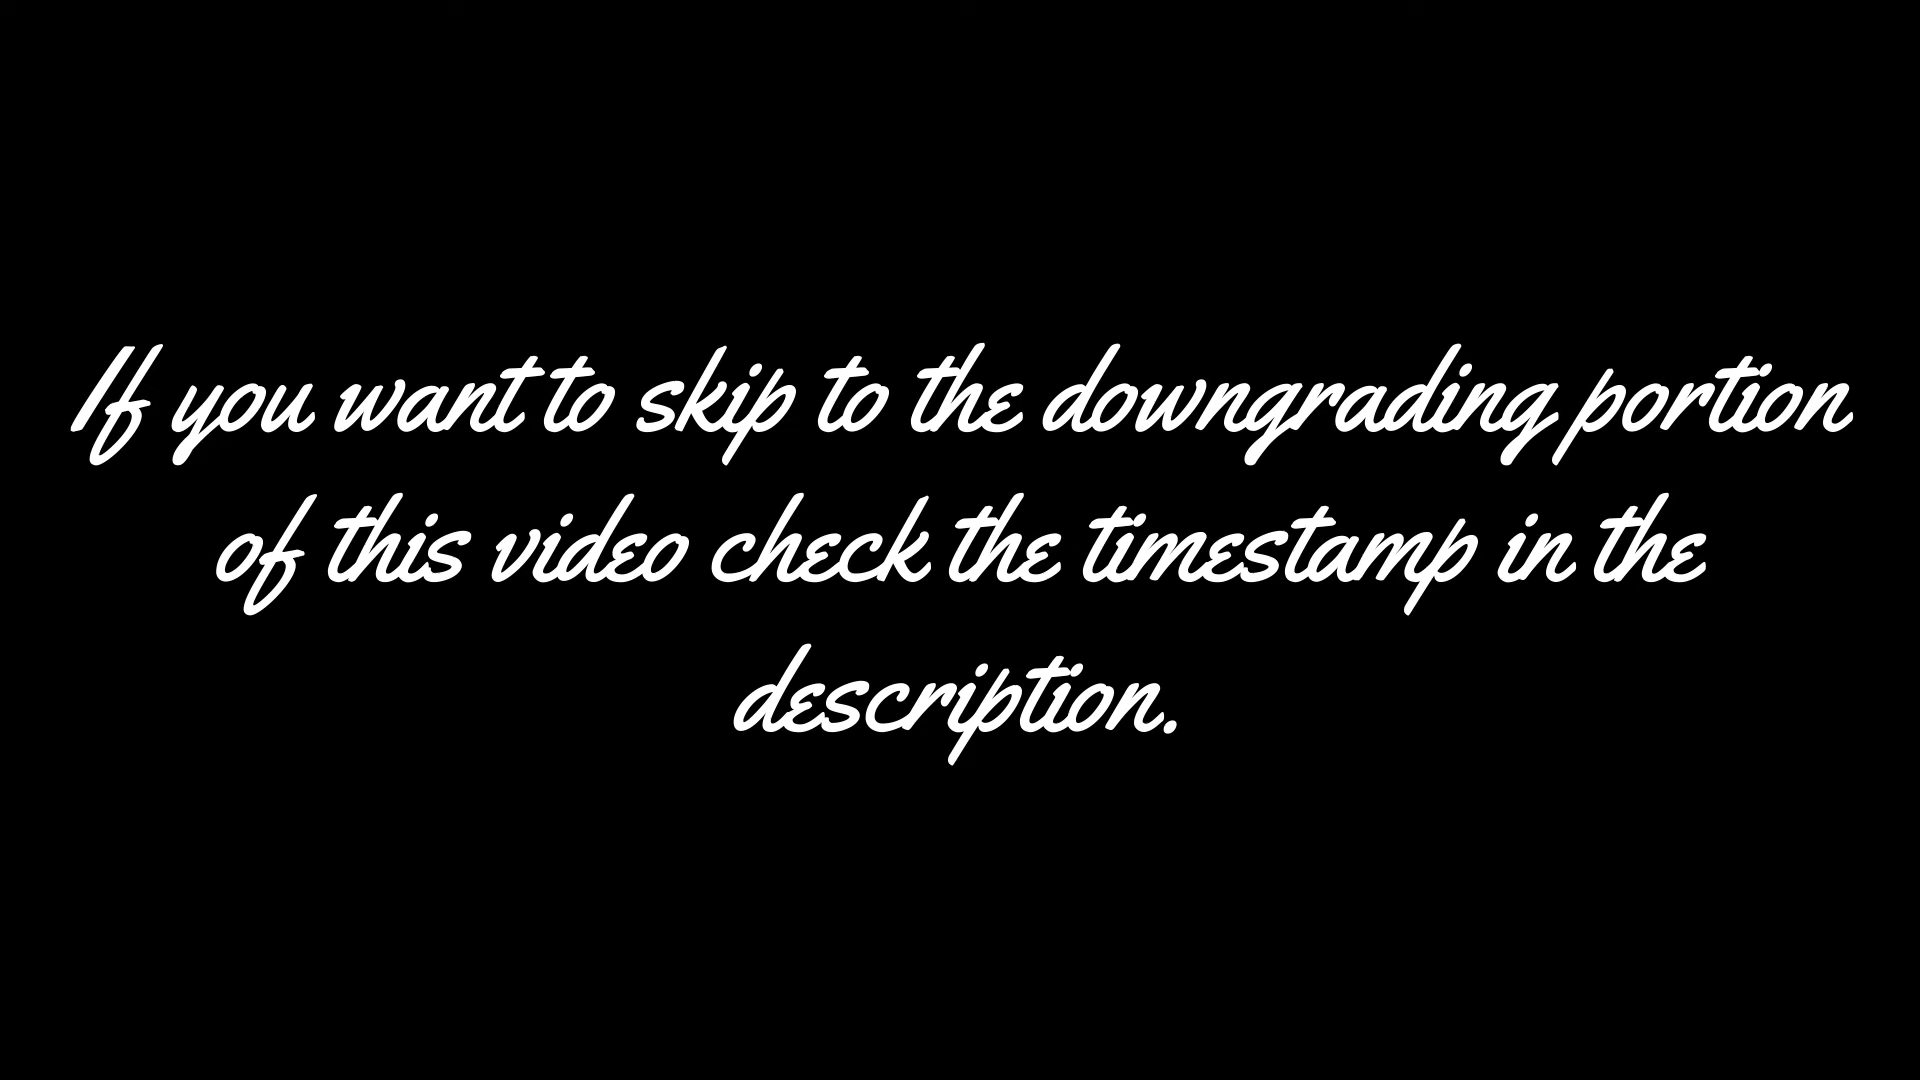 If you want to skip to the downgrading portion
of this video check the timestamp in the
description.